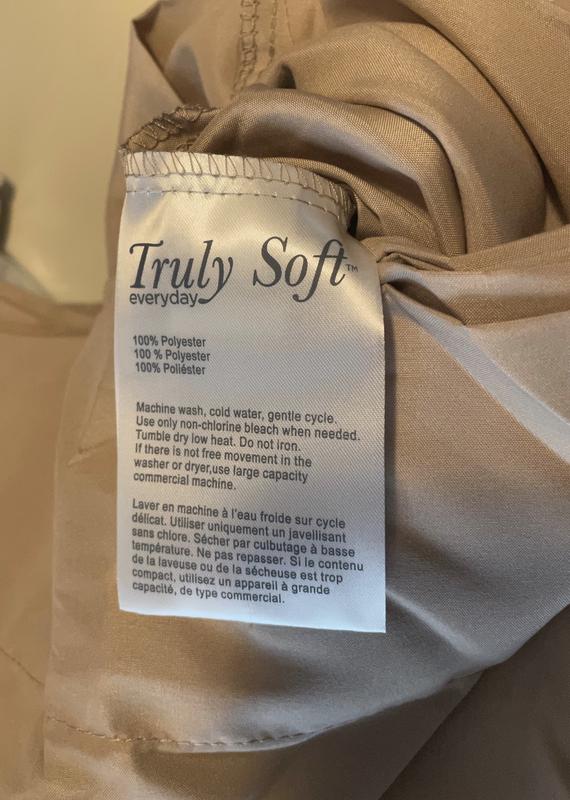 Truly Soft™
everyday
100% Polyester
100 % Polyester
100% Poliéster
Machine wash, cold water, gentle cycle.
Use only non-chlorine bleach when needed.
Tumble dry low heat. Do not iron.
If there is not free movement in the
washer or dryer,use large capacity
commercial machine.
Laver en machine à l'eau froide sur cycle
délicat. Utiliser uniquement un javellisant
sans chlore. Sécher par culbutage à basse
température. Ne pas repasser. Si le contenu
de la laveuse ou de la sécheuse est trop
compact, utilisez un appareil à grande
capacité, de type commercial.